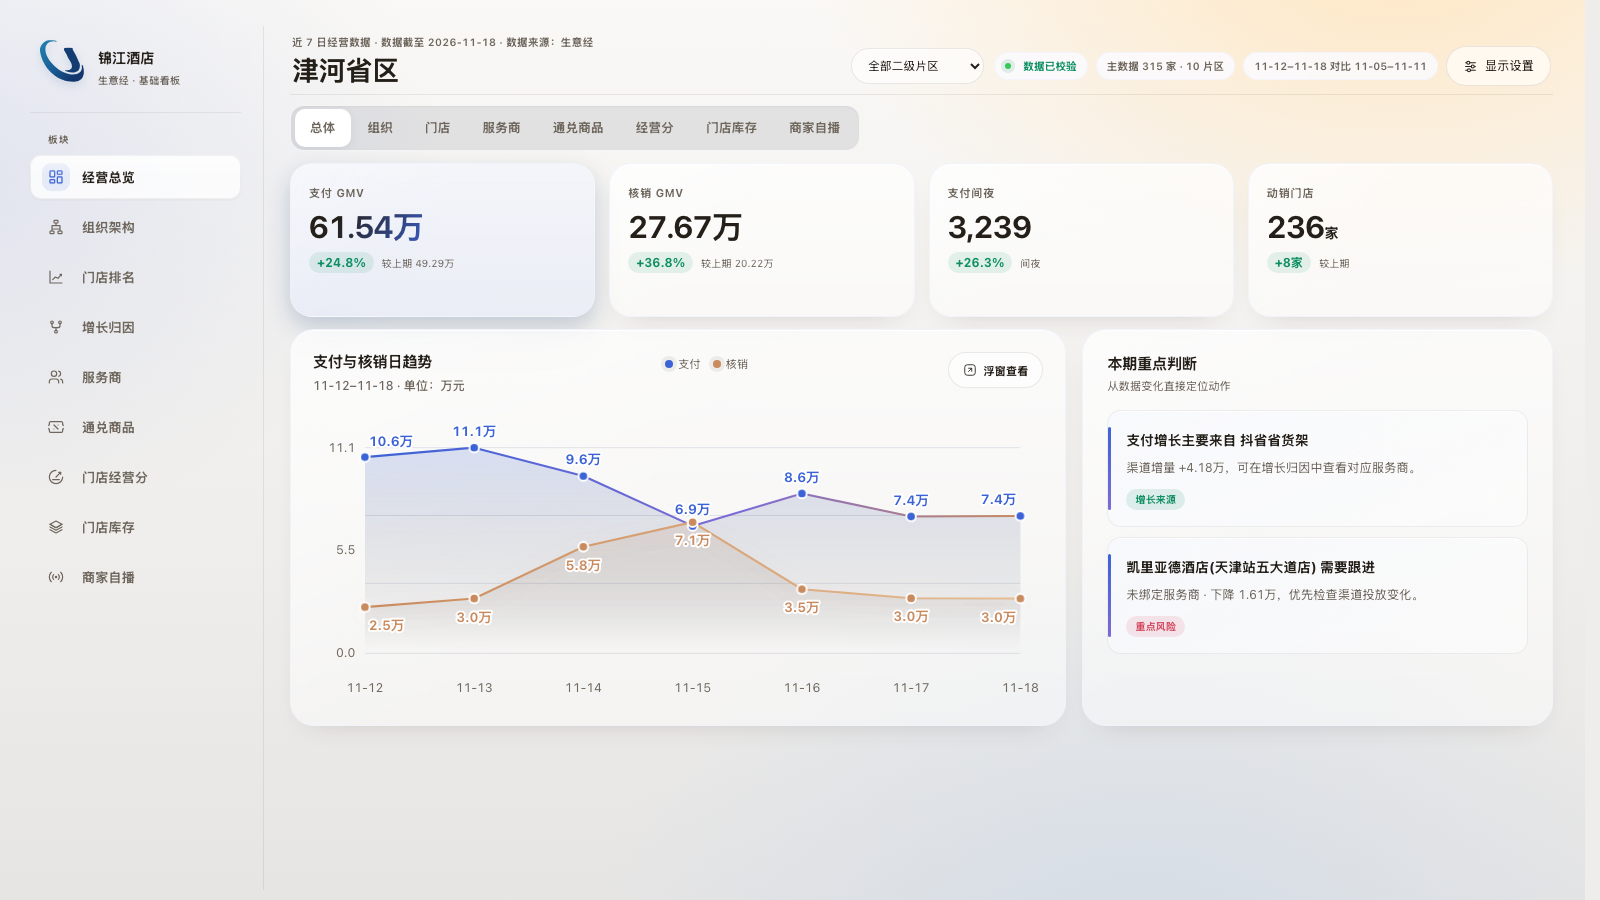 锦江酒店
生意经 · 基础看板
板块
经营总览
组织架构
门店排名
增长归因
服务商
通兑商品
门店经营分
门店库存
商家自播
近 7 日经营数据 · 数据截至 2026-11-18 · 数据来源：生意经
津河省区
全部二级片区
数据已校验
主数据 315 家 · 10 片区
11-12–11-18 对比 11-05–11-11
显示设置
总体 组织 门店 服务商 通兑商品 经营分 门店库存 商家自播
支付 GMV
61.54万
+24.8% 较上期 49.29万
核销 GMV
27.67万
+36.8% 较上期 20.22万
支付间夜
3,239
+26.3% 间夜
动销门店
236家
+8家 较上期
支付与核销日趋势
11-12–11-18 · 单位：万元
支付 核销
浮窗查看
11.1
5.5
0.0
10.6万 11.1万 9.6万 6.9万 8.6万 7.4万 7.4万
2.5万 3.0万 5.8万 7.1万 3.5万 3.0万 3.0万
11-12 11-13 11-14 11-15 11-16 11-17 11-18
本期重点判断
从数据变化直接定位动作
支付增长主要来自 抖省省货架
渠道增量 +4.18万，可在增长归因中查看对应服务商。
增长来源
凯里亚德酒店(天津站五大道店) 需要跟进
未绑定服务商 · 下降 1.61万，优先检查渠道投放变化。
重点风险